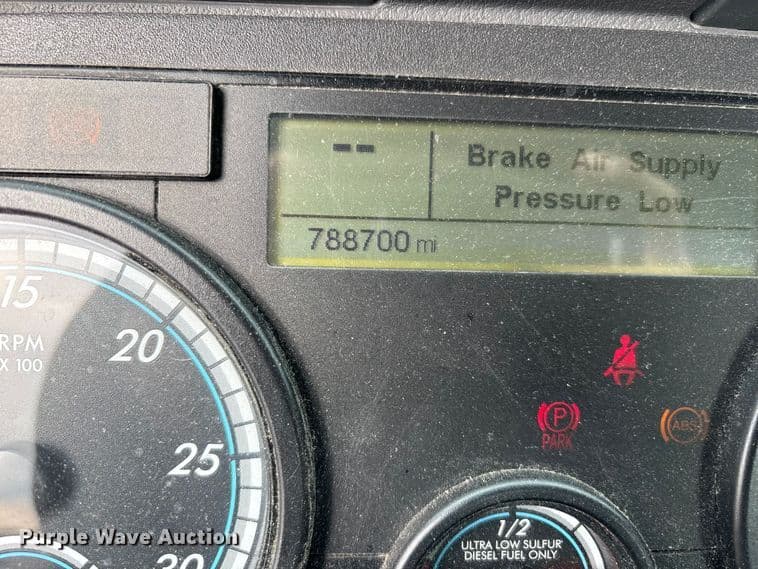 -- Brake Air Supply
Pressure Low
788700 mi
15
RPM
X 100
20
25
30
P
PARK
ABS
1/2
ULTRA LOW SULFUR
DIESEL FUEL ONLY
Purple Wave Auction